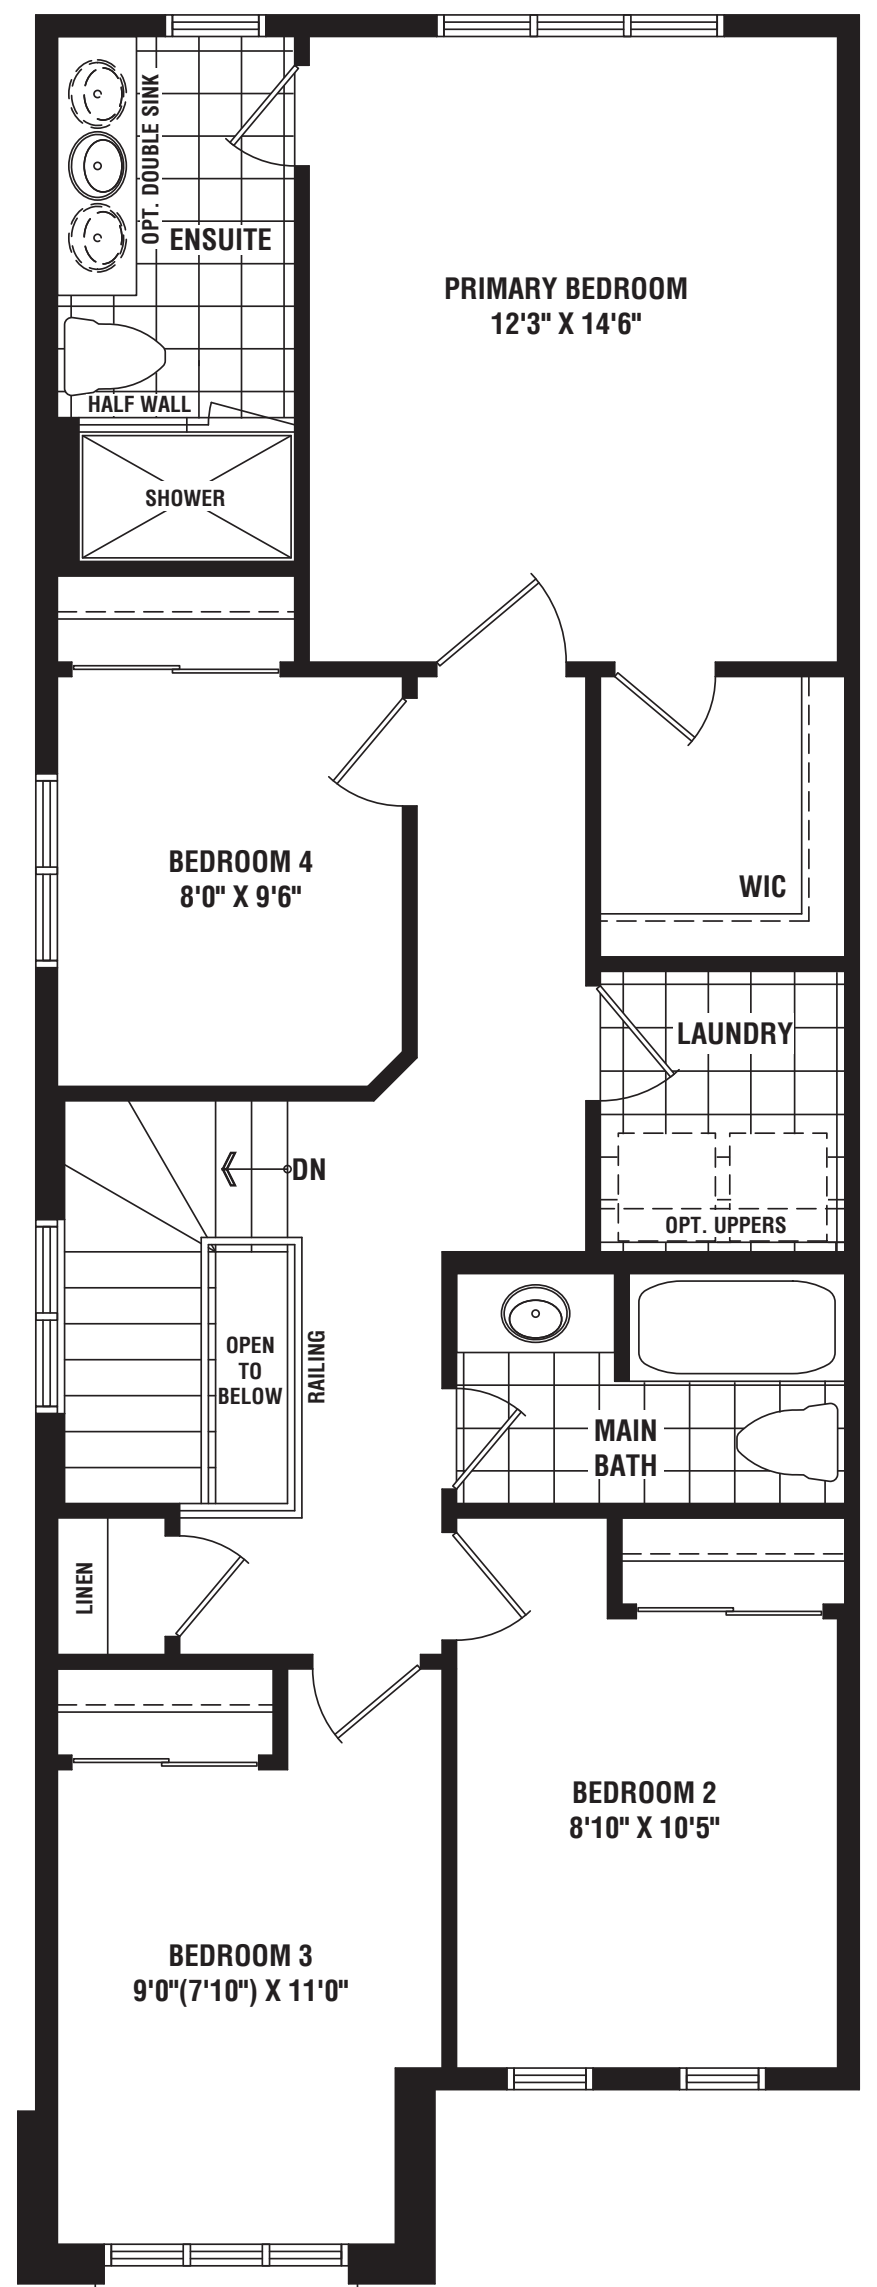 OPT. DOUBLE SINK
ENSUITE
PRIMARY BEDROOM
12'3" X 14'6"
HALF WALL
SHOWER
BEDROOM 4
8'0" X 9'6"
WIC
LAUNDRY
DN
OPT. UPPERS
OPEN
TO
BELOW
RAILING
MAIN
BATH
LINEN
BEDROOM 2
8'10" X 10'5"
BEDROOM 3
9'0"(7'10") X 11'0"